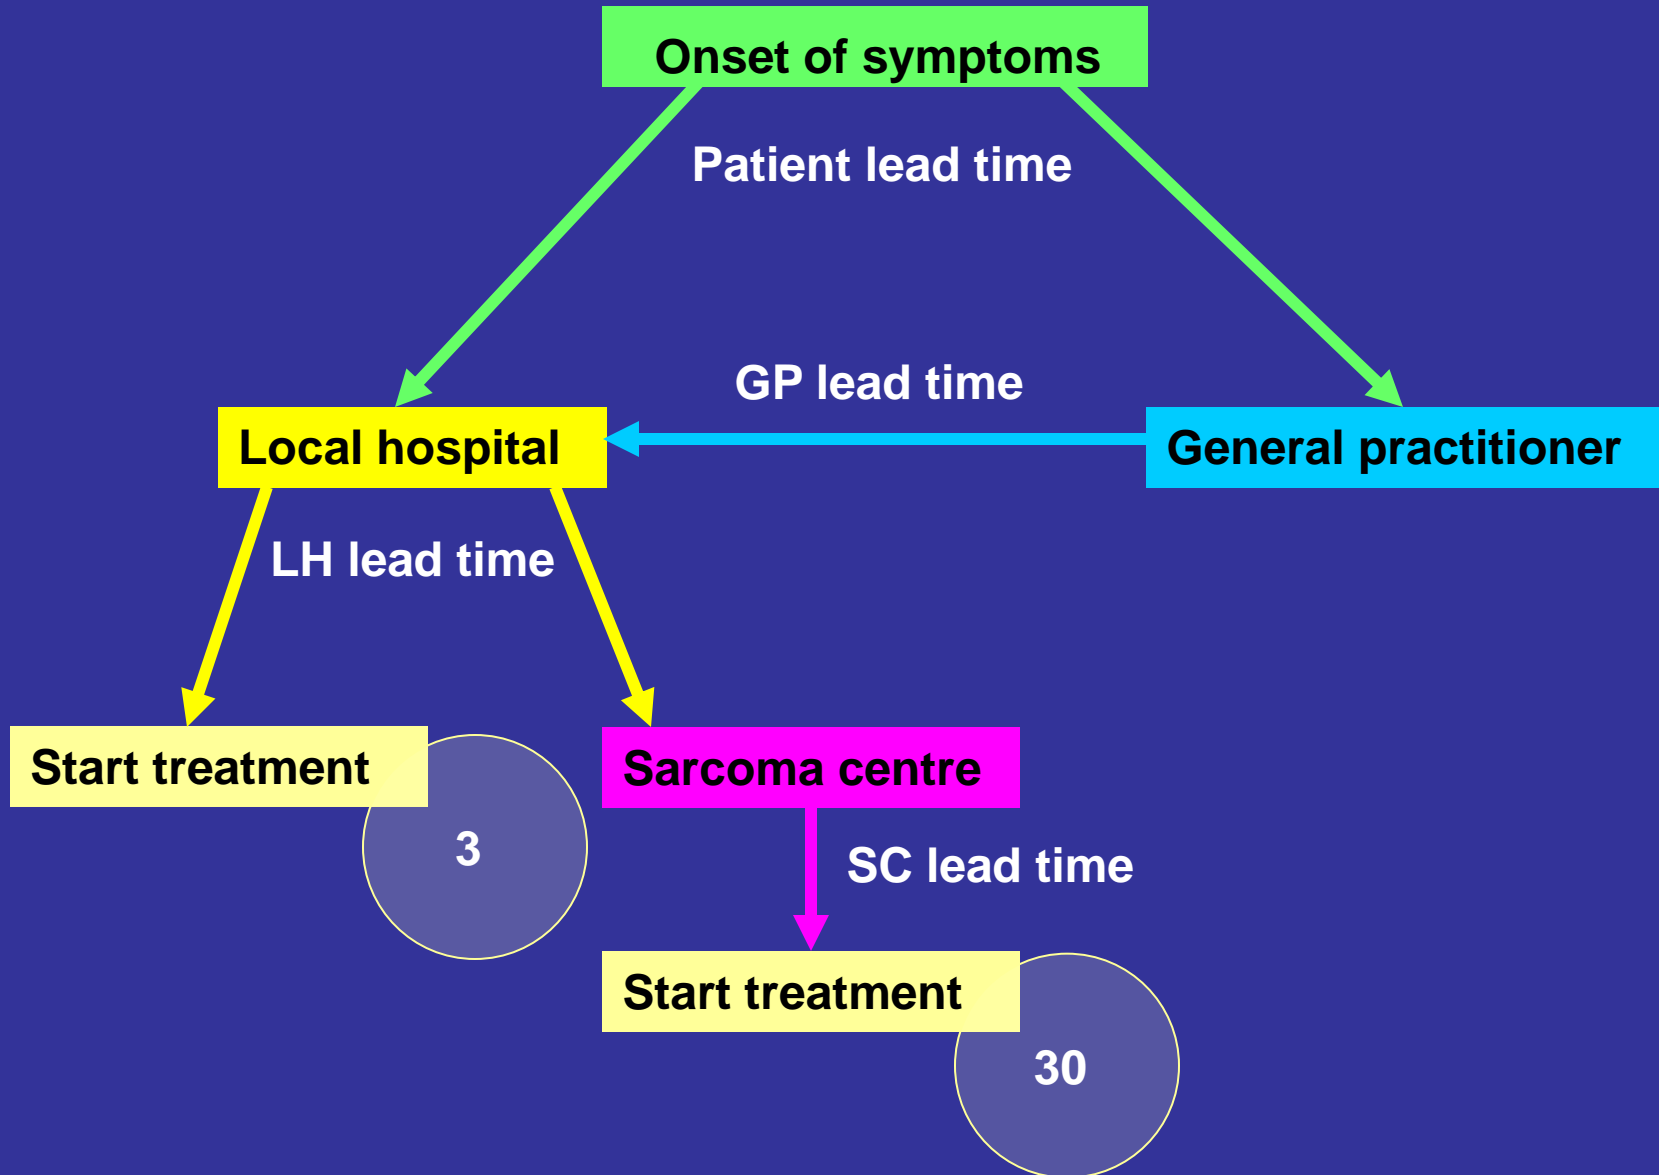 Onset of symptoms
Patient lead time
GP lead time
Local hospital
General practitioner
LH lead time
Start treatment
Sarcoma centre
3
SC lead time
Start treatment
30